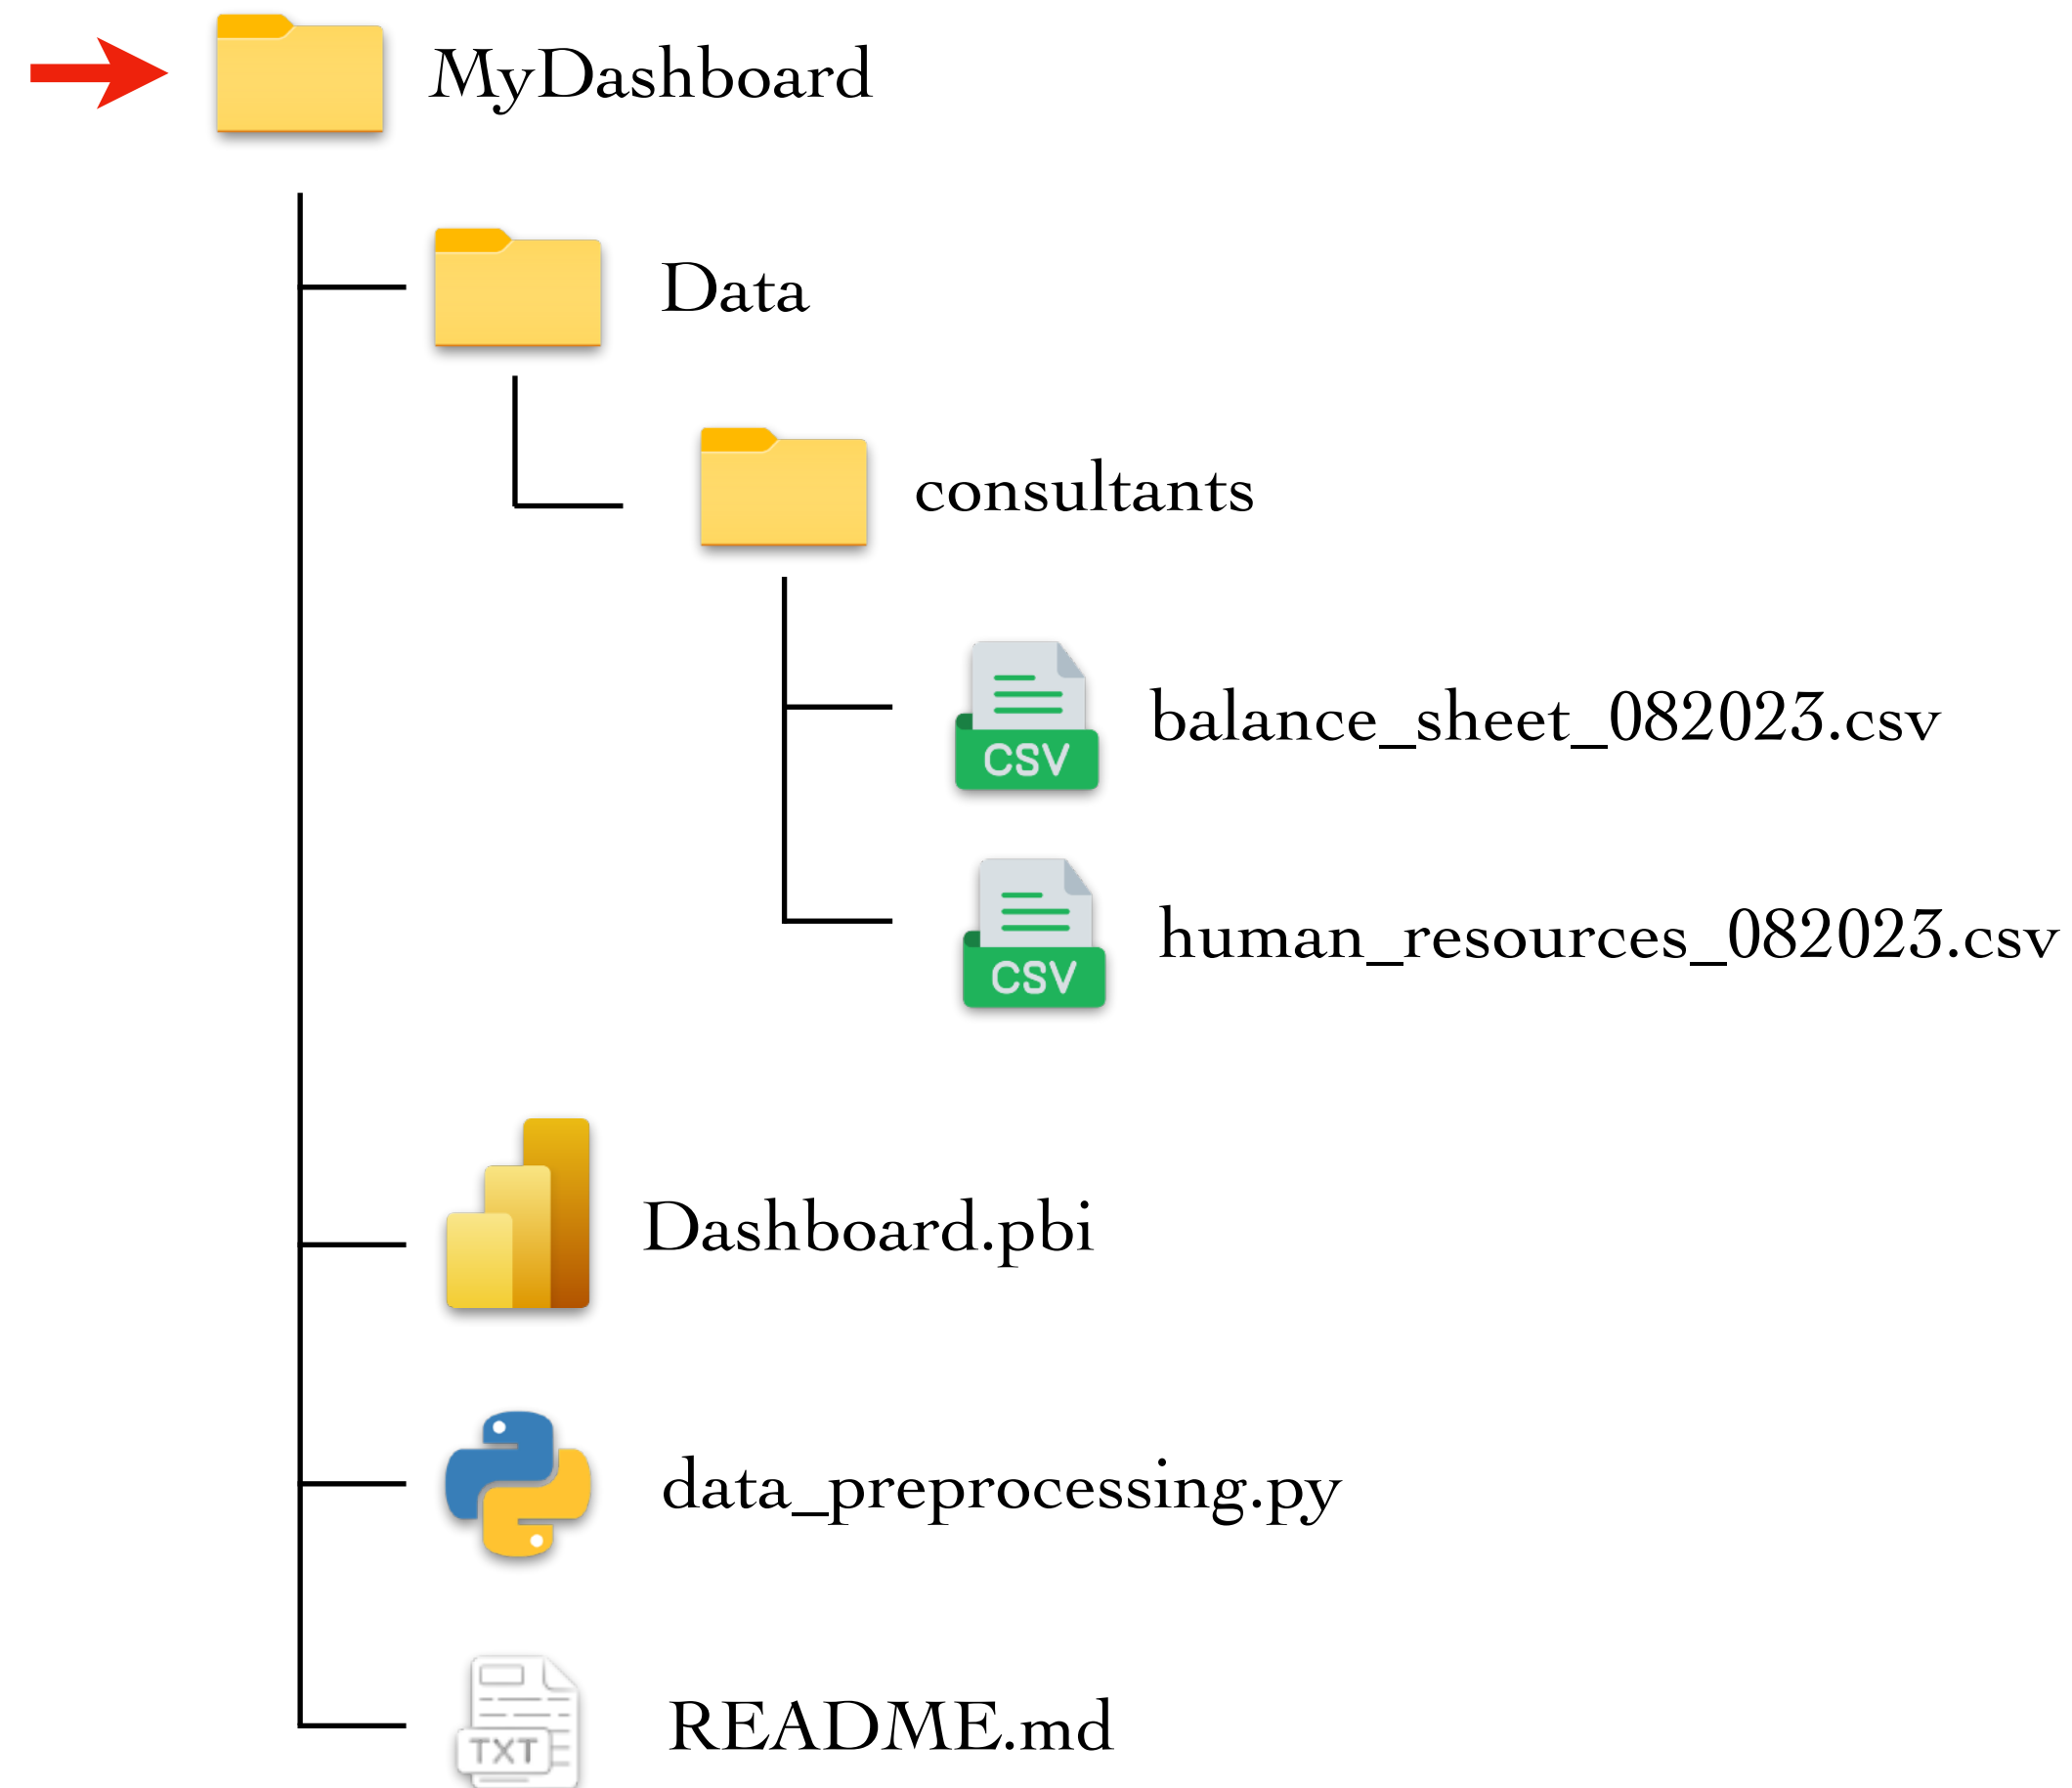 MyDashboard
Data
consultants
CSV
balance_sheet_082023.csv
CSV
human_resources_082023.csv
Dashboard.pbi
data_preprocessing.py
TXT
README.md